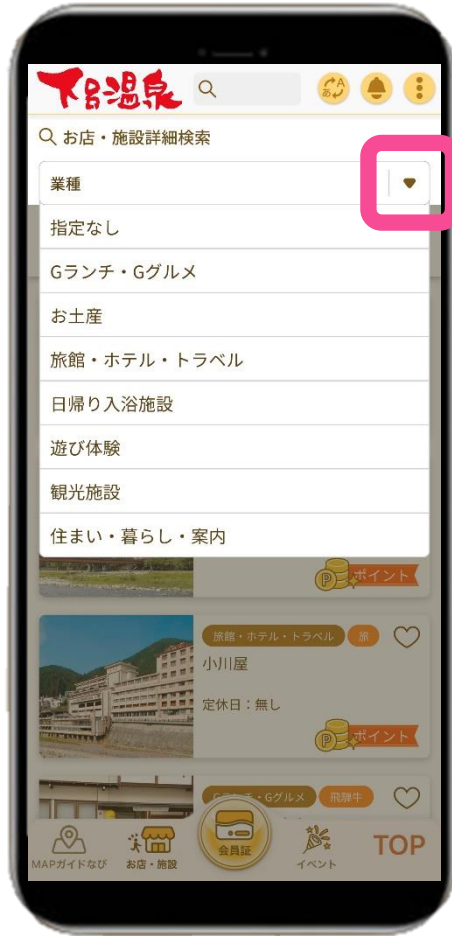 下呂温泉
あ A
お店・施設詳細検索
業種
指定なし
Gランチ・Gグルメ
お土産
旅館・ホテル・トラベル
日帰り入浴施設
遊び体験
観光施設
住まい・暮らし・案内
P ポイント
旅館・ホテル・トラベル 旅
小川屋
定休日：無し
P ポイント
Gランチ・Gグルメ 飛騨牛
MAPガイドなび お店・施設 会員証 イベント TOP